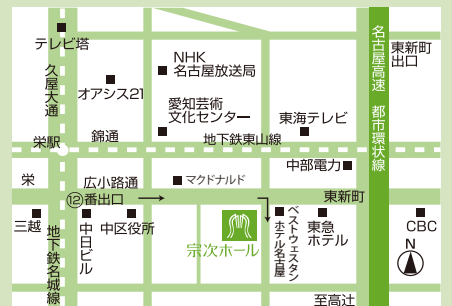 テレビ塔
NHK
名古屋放送局
東新町
出口
久屋大通
オアシス21
愛知芸術
文化センター
東海テレビ
名古屋高速 都市環状線
栄駅
錦通
地下鉄東山線
中部電力
栄
広小路通
マクドナルド
⑫番出口
東新町
三越
中日ビル
中区役所
宗次ホール
ベストウェスタン
ホテル名古屋
東急
ホテル
CBC
地下鉄名城線
N
至高辻